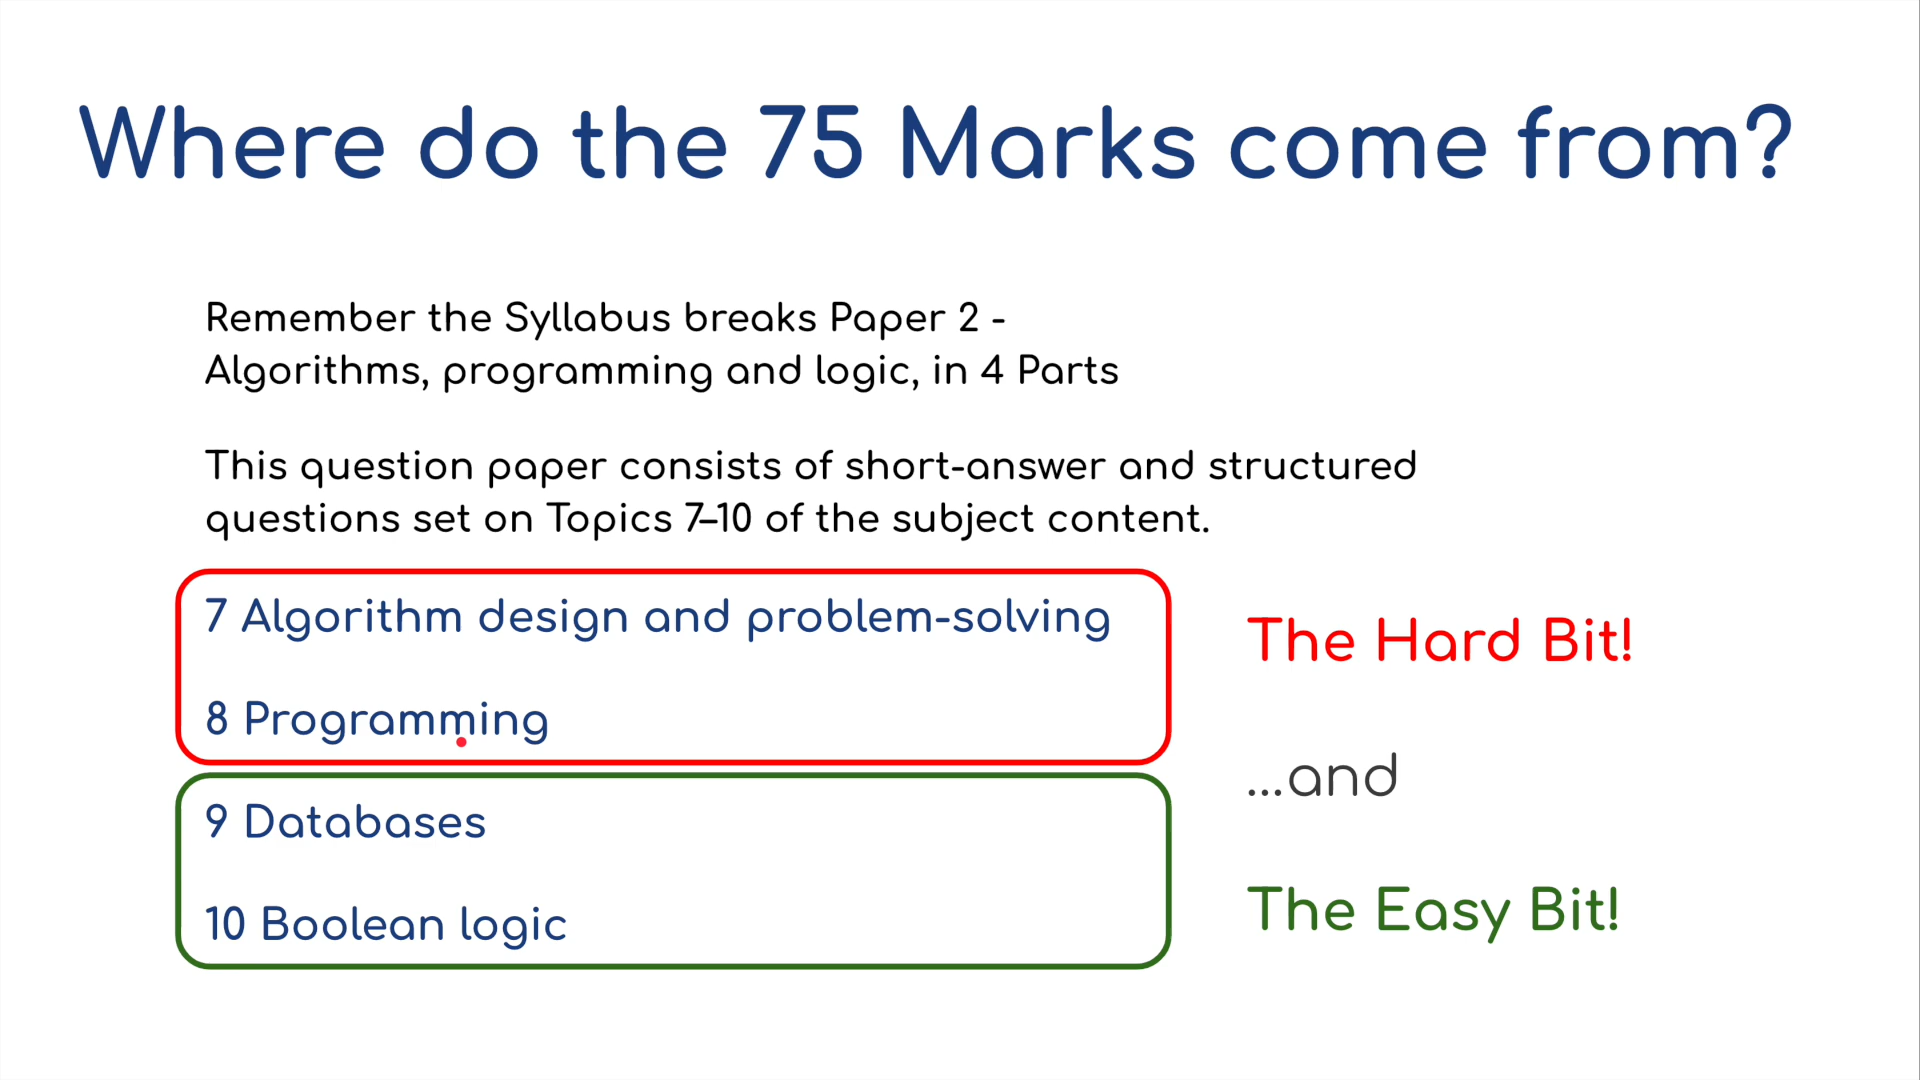 Where do the 75 Marks come from?
Remember the Syllabus breaks Paper 2 -
Algorithms, programming and logic, in 4 Parts
This question paper consists of short-answer and structured
questions set on Topics 7–10 of the subject content.
7 Algorithm design and problem-solving
8 Programming
9 Databases
10 Boolean logic
The Hard Bit!
...and
The Easy Bit!